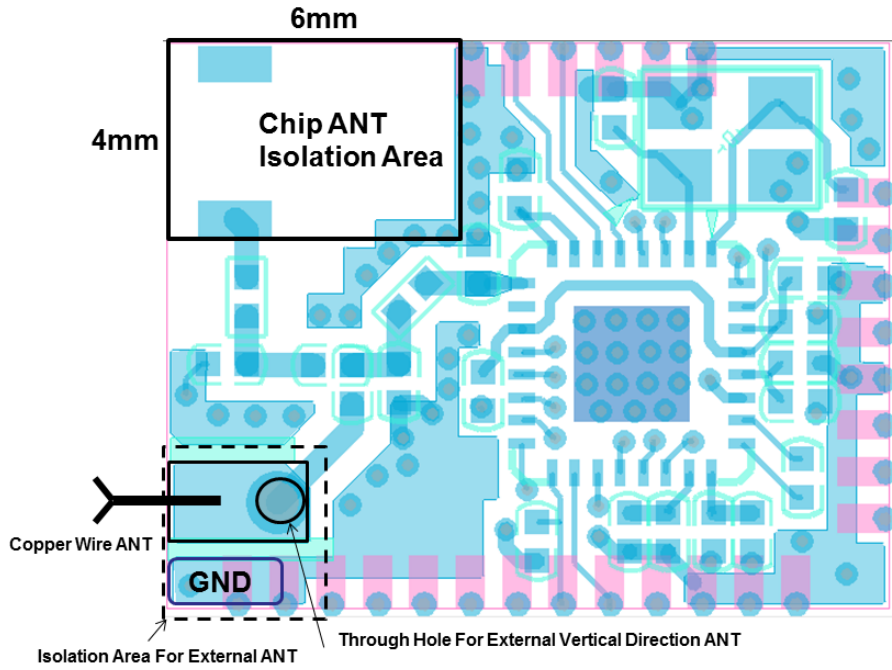 6mm
4mm
Chip ANT
Isolation Area
Copper Wire ANT
GND
Through Hole For External Vertical Direction ANT
Isolation Area For External ANT